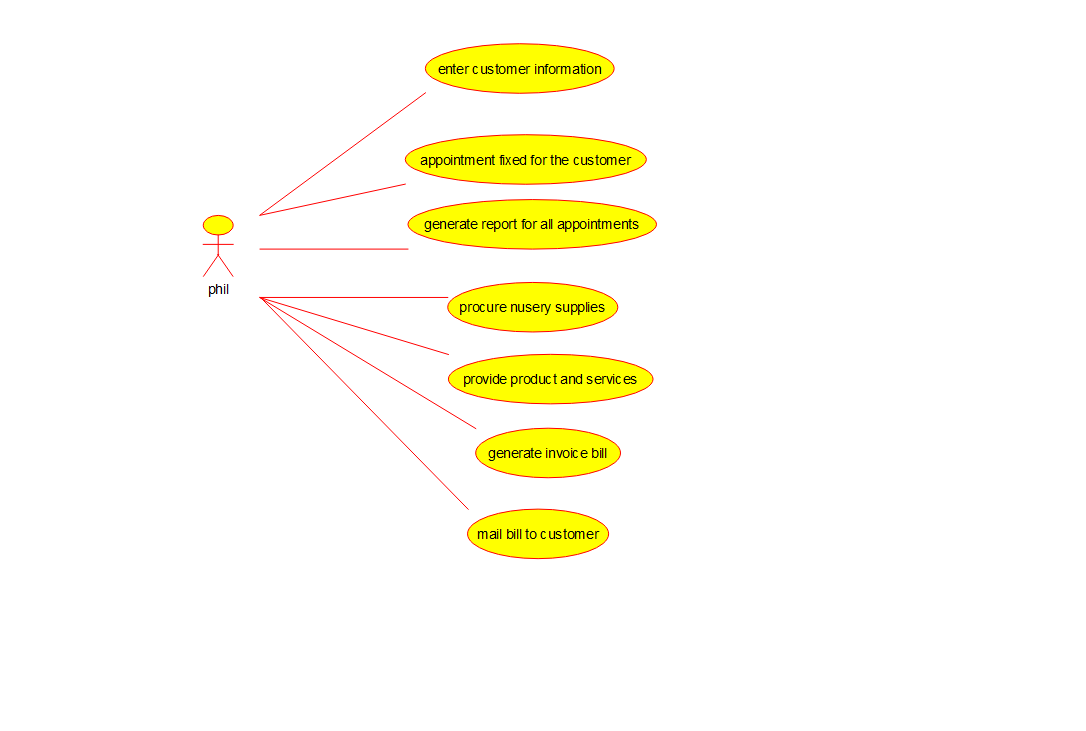 enter customer information
appointment fixed for the customer
generate report for all appointments
phil
procure nusery supplies
provide product and services
generate invoice bill
mail bill to customer